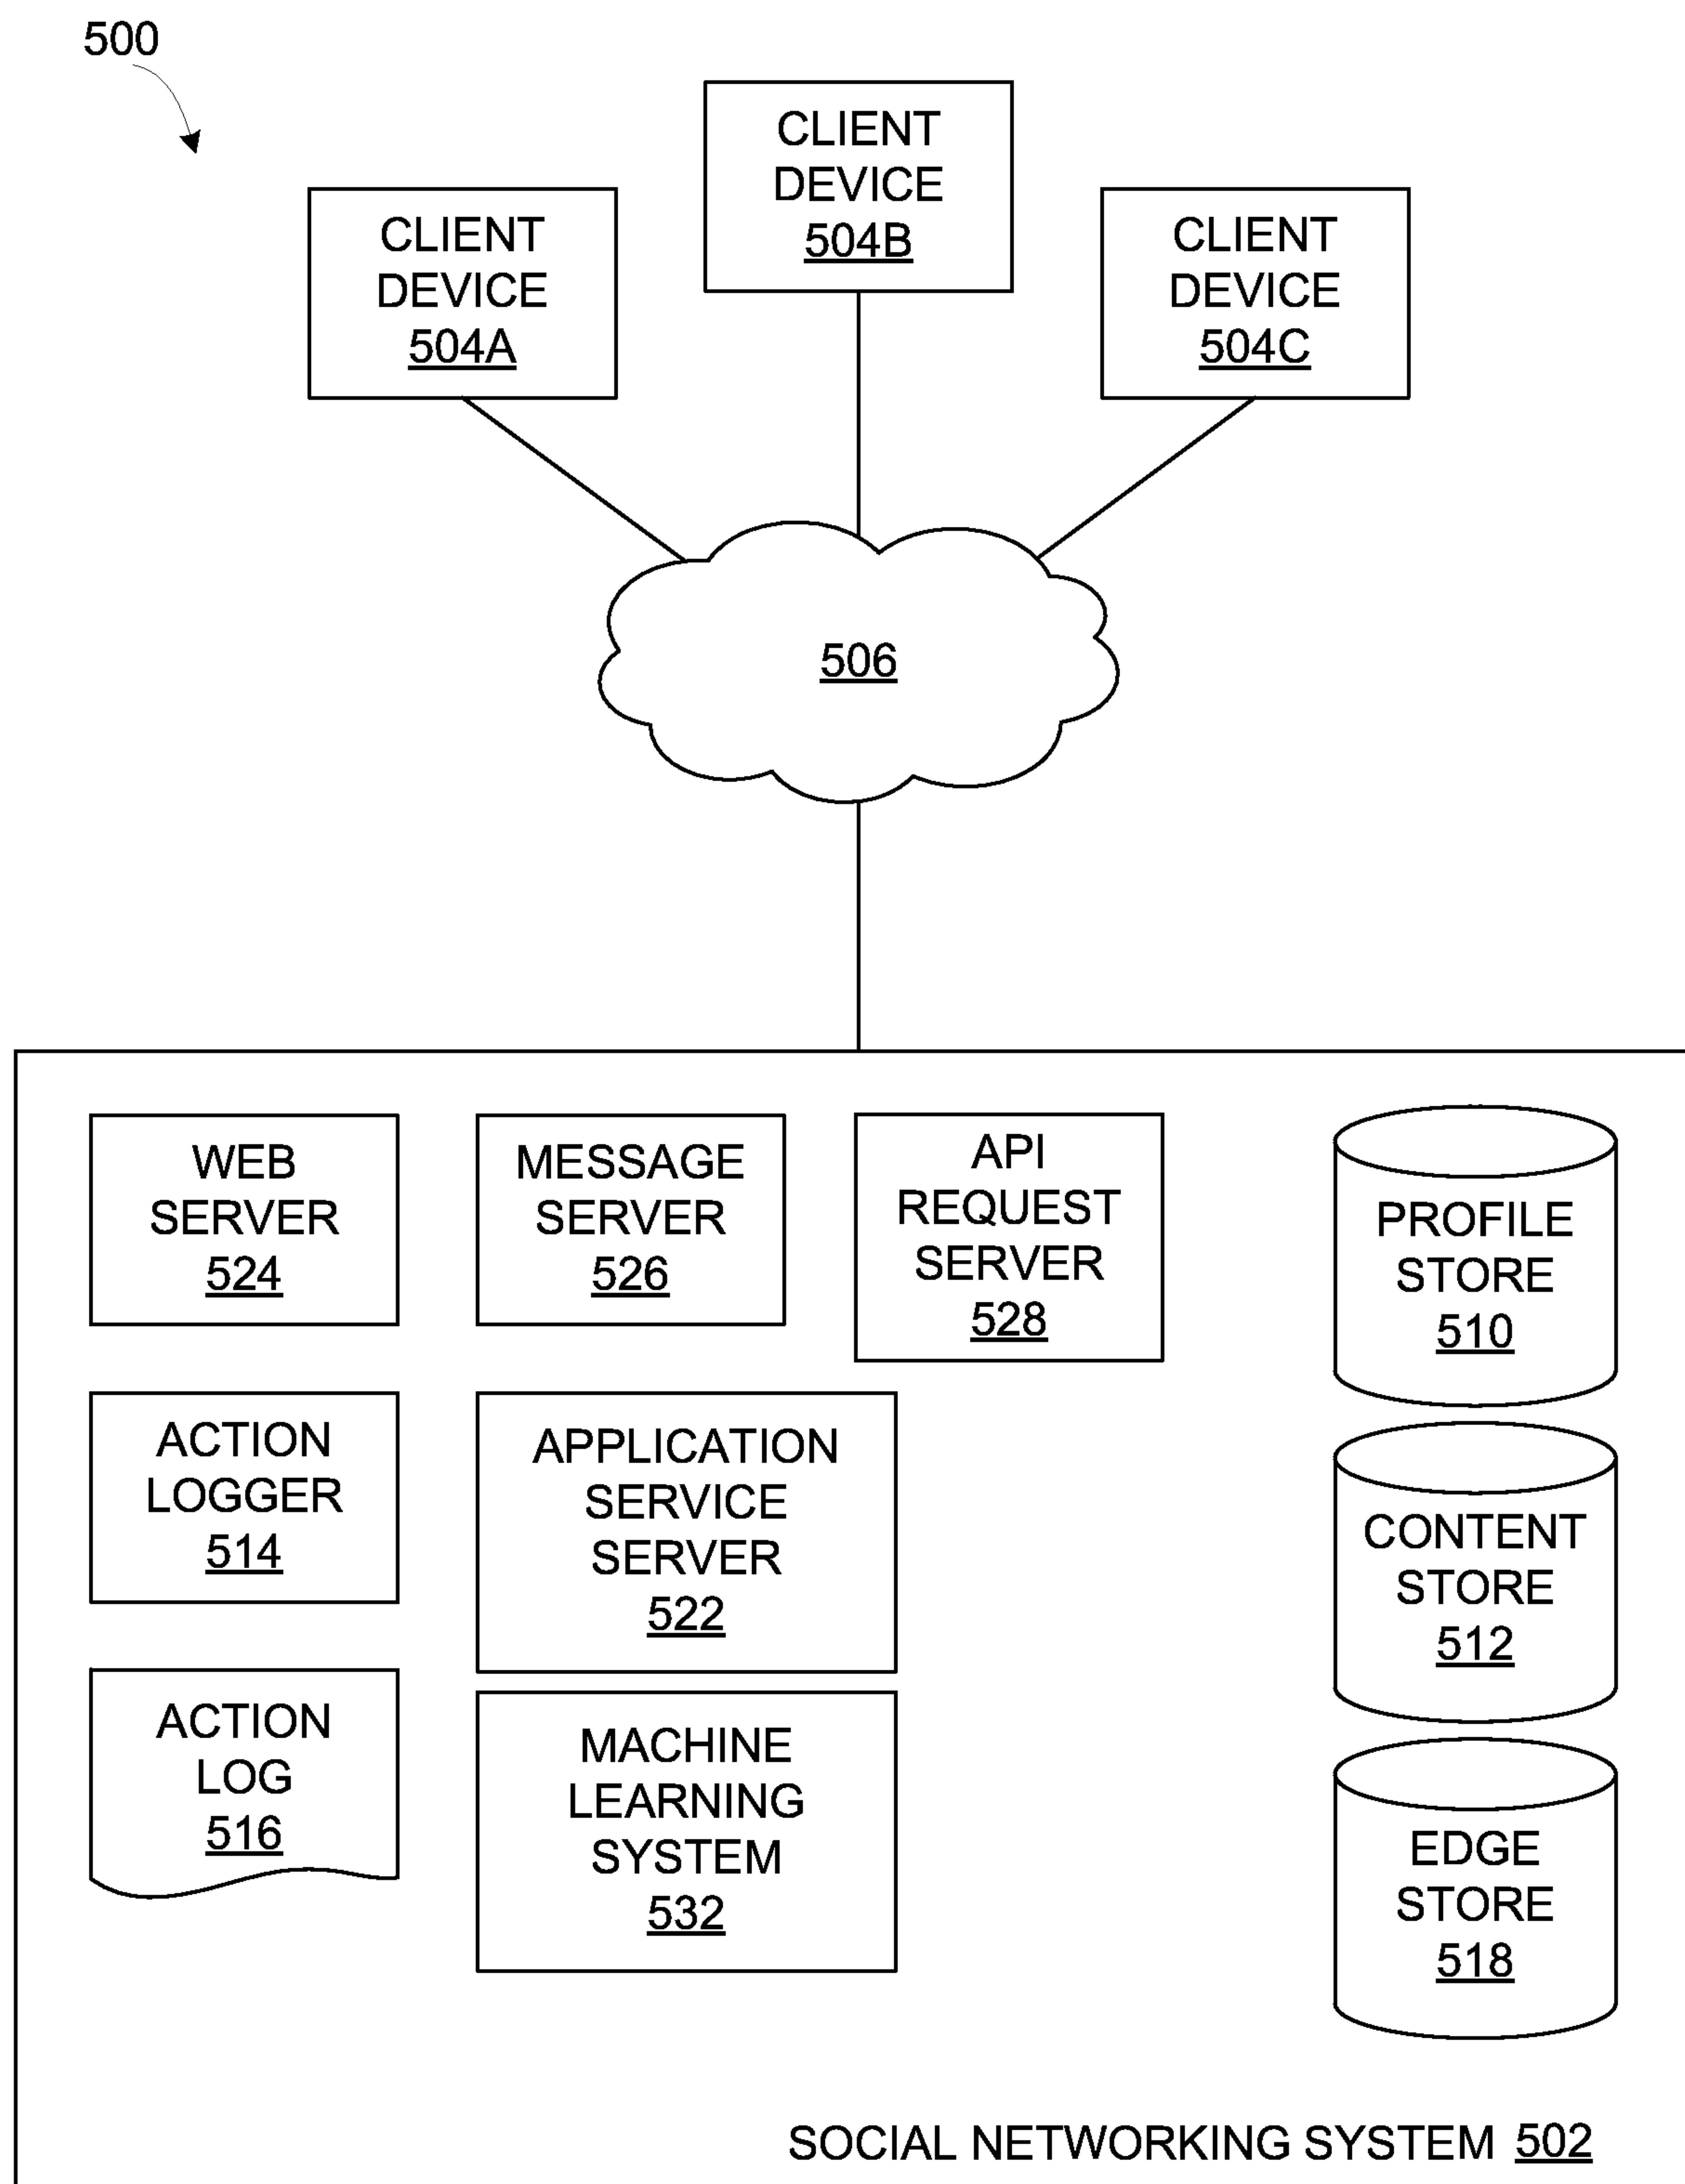 500
CLIENT
DEVICE
504A
CLIENT
DEVICE
504B
CLIENT
DEVICE
504C
506
WEB
SERVER
524
MESSAGE
SERVER
526
API
REQUEST
SERVER
528
PROFILE
STORE
510
ACTION
LOGGER
514
APPLICATION
SERVICE
SERVER
522
CONTENT
STORE
512
ACTION
LOG
516
MACHINE
LEARNING
SYSTEM
532
EDGE
STORE
518
SOCIAL NETWORKING SYSTEM 502